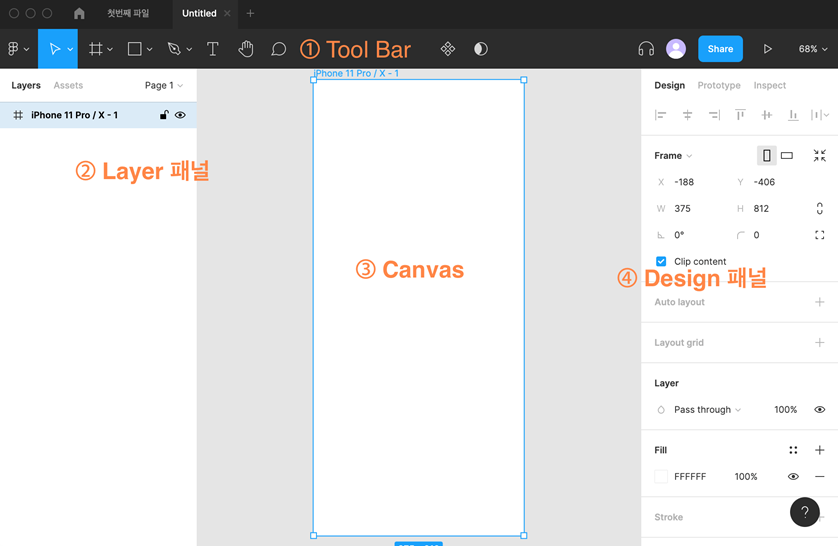 첫번째 파일
Untitled
① Tool Bar
Share
68%
Layers Assets Page 1
iPhone 11 Pro / X - 1
② Layer 패널
iPhone 11 Pro / X - 1
③ Canvas
Design Prototype Inspect
Frame
X -188 Y -406
W 375 H 812
0° 0
Clip content
④ Design 패널
Auto layout
Layout grid
Layer
Pass through 100%
Fill
FFFFFF 100%
Stroke
?